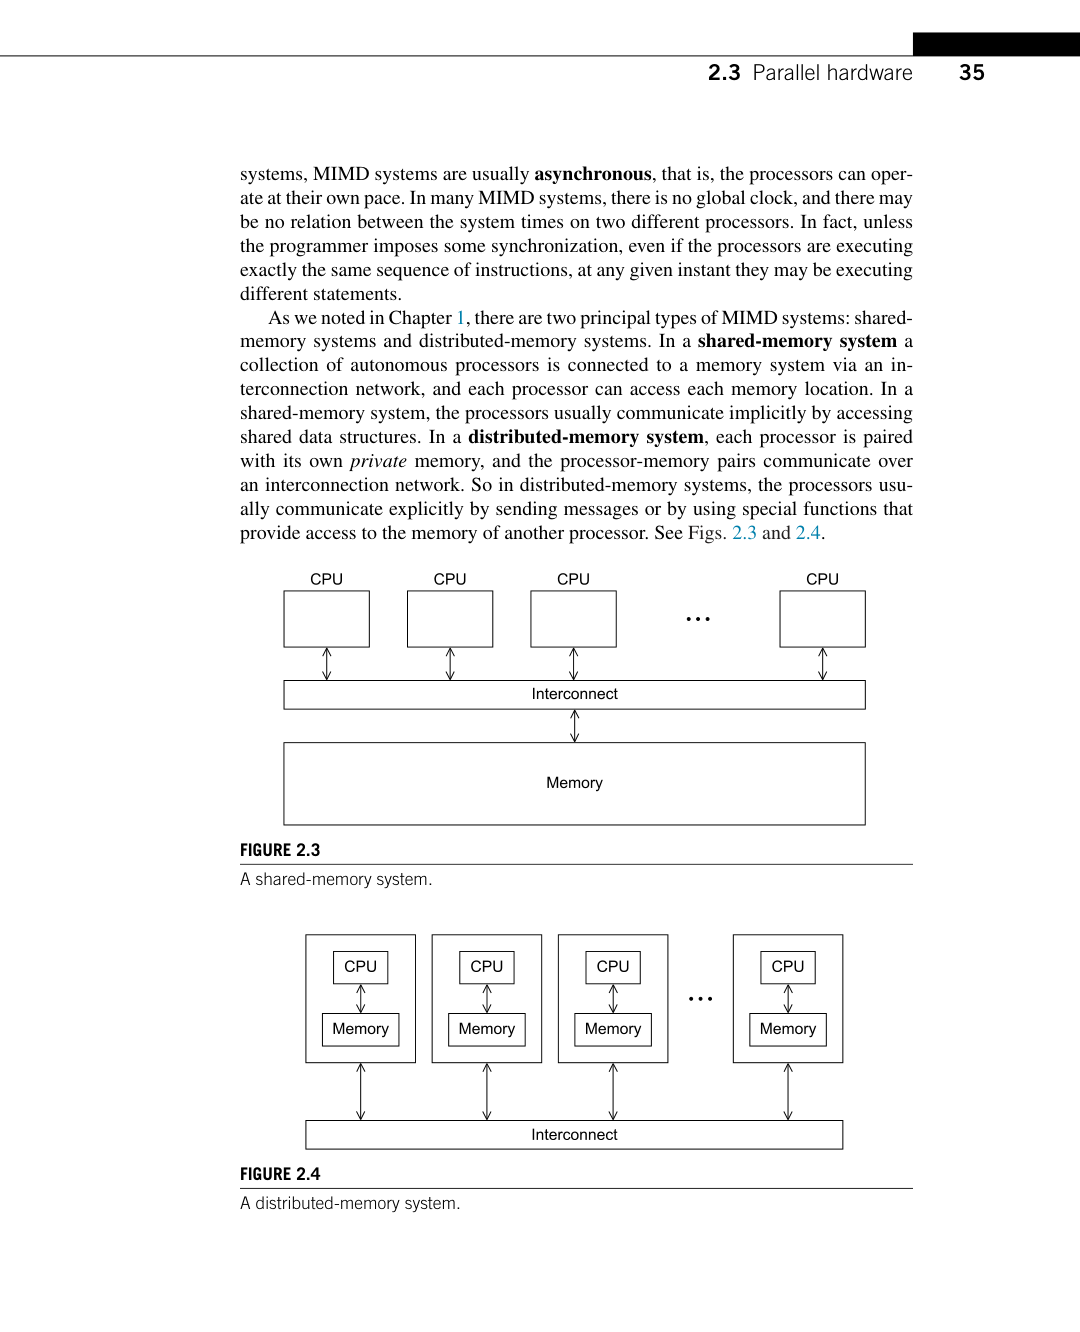 2.3 Parallel hardware 35
systems, MIMD systems are usually asynchronous, that is, the processors can oper-
ate at their own pace. In many MIMD systems, there is no global clock, and there may
be no relation between the system times on two different processors. In fact, unless
the programmer imposes some synchronization, even if the processors are executing
exactly the same sequence of instructions, at any given instant they may be executing
different statements.
As we noted in Chapter 1, there are two principal types of MIMD systems: shared-
memory systems and distributed-memory systems. In a shared-memory system a
collection of autonomous processors is connected to a memory system via an in-
terconnection network, and each processor can access each memory location. In a
shared-memory system, the processors usually communicate implicitly by accessing
shared data structures. In a distributed-memory system, each processor is paired
with its own private memory, and the processor-memory pairs communicate over
an interconnection network. So in distributed-memory systems, the processors usu-
ally communicate explicitly by sending messages or by using special functions that
provide access to the memory of another processor. See Figs. 2.3 and 2.4.
CPU CPU CPU CPU
...
Interconnect
Memory
FIGURE 2.3
A shared-memory system.
CPU CPU CPU CPU
...
Memory Memory Memory Memory
Interconnect
FIGURE 2.4
A distributed-memory system.